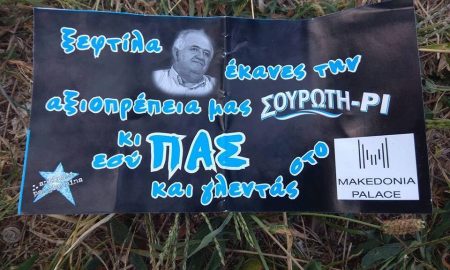 ξεφτίλα
έκανες την
αξιοπρέπεια μας ΣΟΥΡΩΤΗ-ΡΙ
κι
εσύ ΠΑΣ στο
και γλεντάς
MAKEDONIA
PALACE